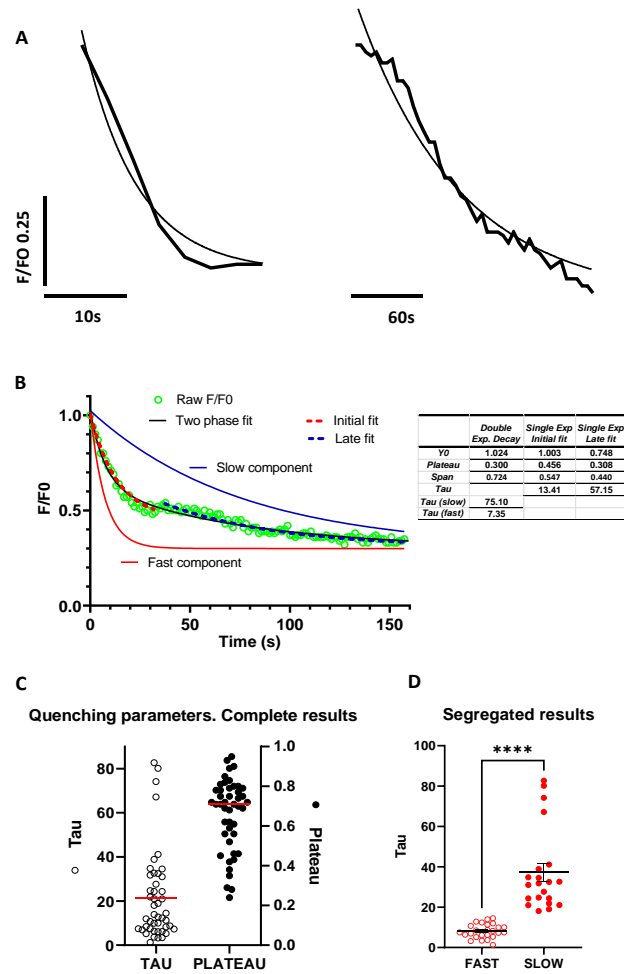 A
F/FO 0.25
10s
60s
B
Raw F/F0
Two phase fit
Initial fit
Late fit
Slow component
Fast component
F/F0
1.0
0.5
0.0
0
50
100
150
Time (s)
Double Exp. Decay
Single Exp Initial fit
Single Exp Late fit
Y0 1.024 1.003 0.748
Plateau 0.300 0.456 0.308
Span 0.724 0.547 0.440
Tau 13.41 57.15
Tau (slow) 75.10
Tau (fast) 7.35
C
Quenching parameters. Complete results
Tau
80
60
40
20
0
1.0
0.8
0.6
0.4
0.2
0.0
Plateau
TAU PLATEAU
D
Segregated results
****
Tau
100
80
60
40
20
0
FAST SLOW